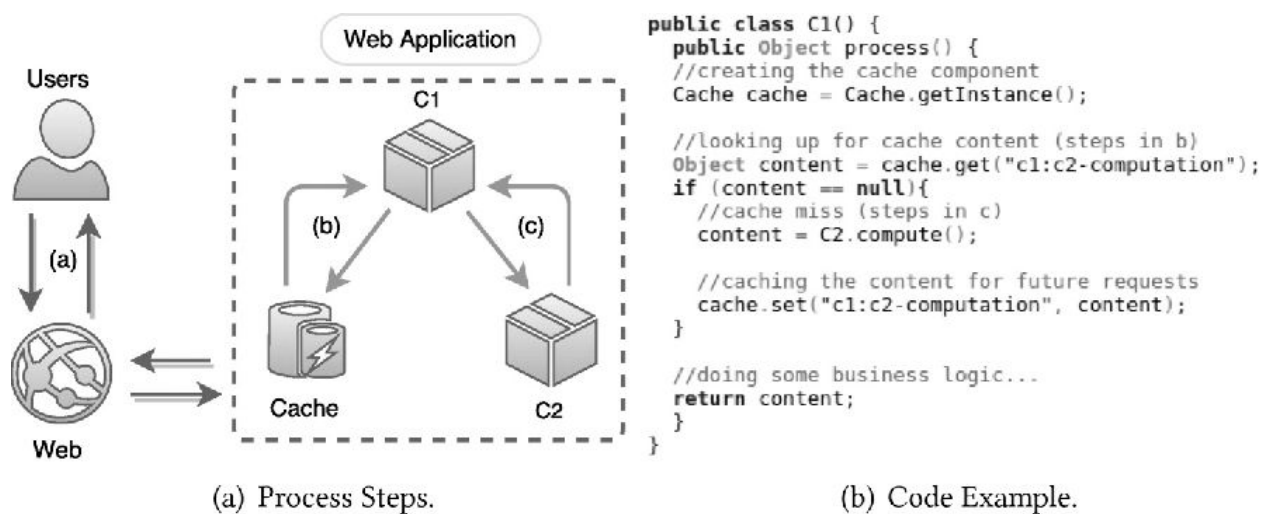 Web Application
Users
C1
(a)
(b)
(c)
Cache
C2
Web
(a) Process Steps.
public class C1() {
public Object process() {
//creating the cache component
Cache cache = Cache.getInstance();
//looking up for cache content (steps in b)
Object content = cache.get("c1:c2-computation");
if (content == null){
//cache miss (steps in c)
content = C2.compute();
//caching the content for future requests
cache.set("c1:c2-computation", content);
}
//doing some business logic...
return content;
}
}
(b) Code Example.